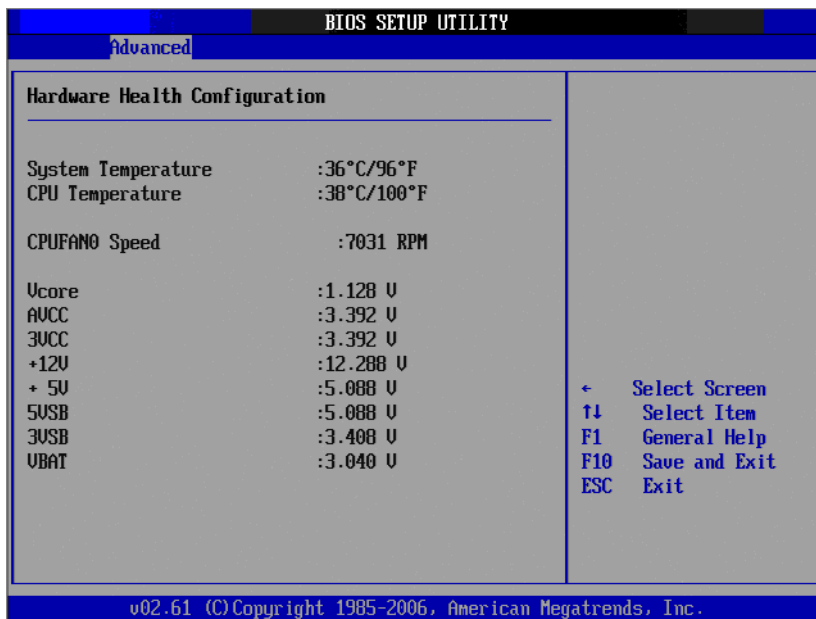 BIOS SETUP UTILITY
Advanced
Hardware Health Configuration
System Temperature :36°C/96°F
CPU Temperature :38°C/100°F
CPUFAN0 Speed :7031 RPM
Vcore :1.128 V
AVCC :3.392 V
3VCC :3.392 V
+12V :12.288 V
+ 5V :5.088 V
5VSB :5.088 V
3VSB :3.408 V
VBAT :3.040 V
← Select Screen
↑↓ Select Item
F1 General Help
F10 Save and Exit
ESC Exit
v02.61 (C)Copyright 1985-2006, American Megatrends, Inc.